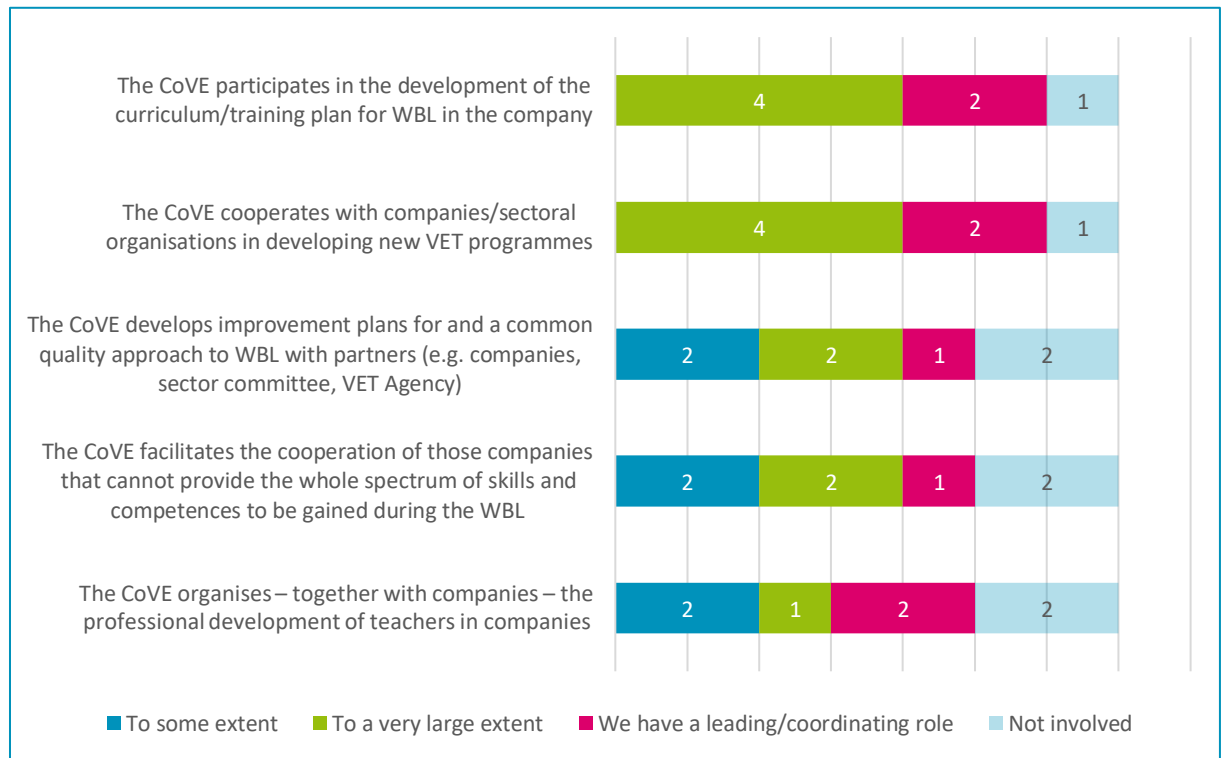 The CoVE participates in the development of the
curriculum/training plan for WBL in the company
4 2 1
The CoVE cooperates with companies/sectoral
organisations in developing new VET programmes
4 2 1
The CoVE develops improvement plans for and a common
quality approach to WBL with partners (e.g. companies,
sector committee, VET Agency)
2 2 1 2
The CoVE facilitates the cooperation of those companies
that cannot provide the whole spectrum of skills and
competences to be gained during the WBL
2 2 1 2
The CoVE organises – together with companies – the
professional development of teachers in companies
2 1 2 2
To some extent To a very large extent We have a leading/coordinating role Not involved